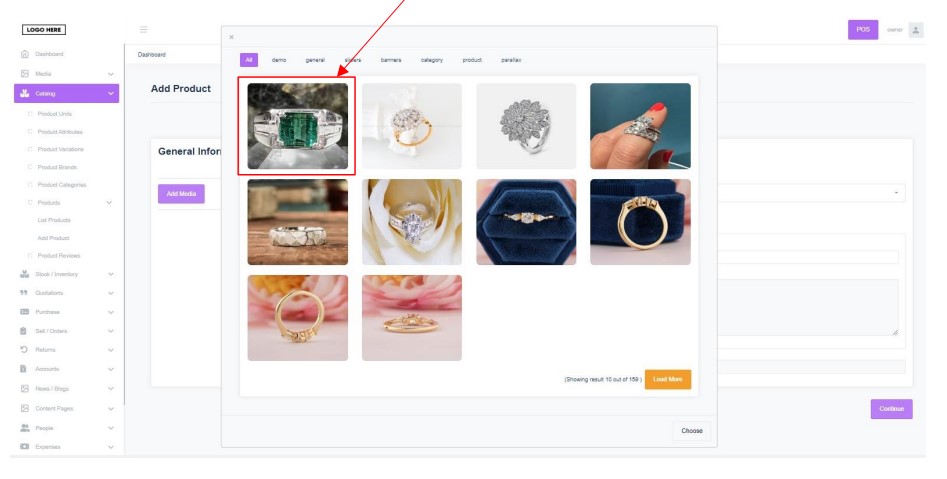 LOGO HERE
POS
owner
×
Dashboard
Dashboard
All demo general sliders banners category product parallax
Media
Catalog
Add Product
Product Units
Product Attributes
Product Variations
General Infor
Product Brands
Product Categories
Add Media
Products
List Products
Add Product
Product Reviews
Stock / Inventory
Quotations
Purchase
Sell / Orders
Returns
Accounts
(Showing result 10 out of 159 ) Load More
News / Blogs
Content Pages
Continue
People
Choose
Expenses